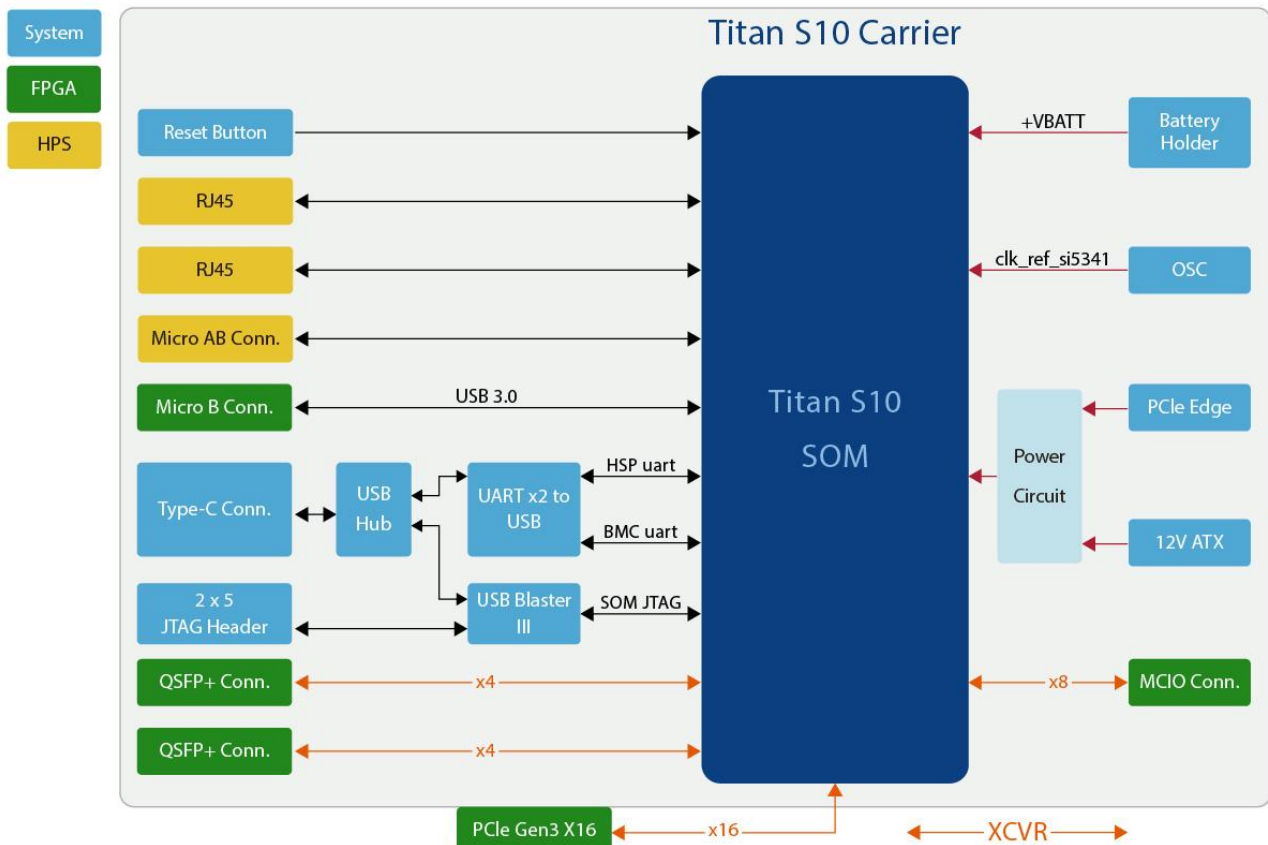 System
FPGA
HPS
Titan S10 Carrier
Reset Button
+VBATT
Battery
Holder
RJ45
RJ45
clk_ref_si5341
OSC
Micro AB Conn.
Micro B Conn.
USB 3.0
Titan S10
SOM
Power
Circuit
PCIe Edge
12V ATX
Type-C Conn.
USB
Hub
UART x2 to
USB
HSP uart
BMC uart
2 x 5
JTAG Header
USB Blaster
III
SOM JTAG
QSFP+ Conn.
x4
x8
MCIO Conn.
QSFP+ Conn.
x4
PCIe Gen3 X16
x16
XCVR